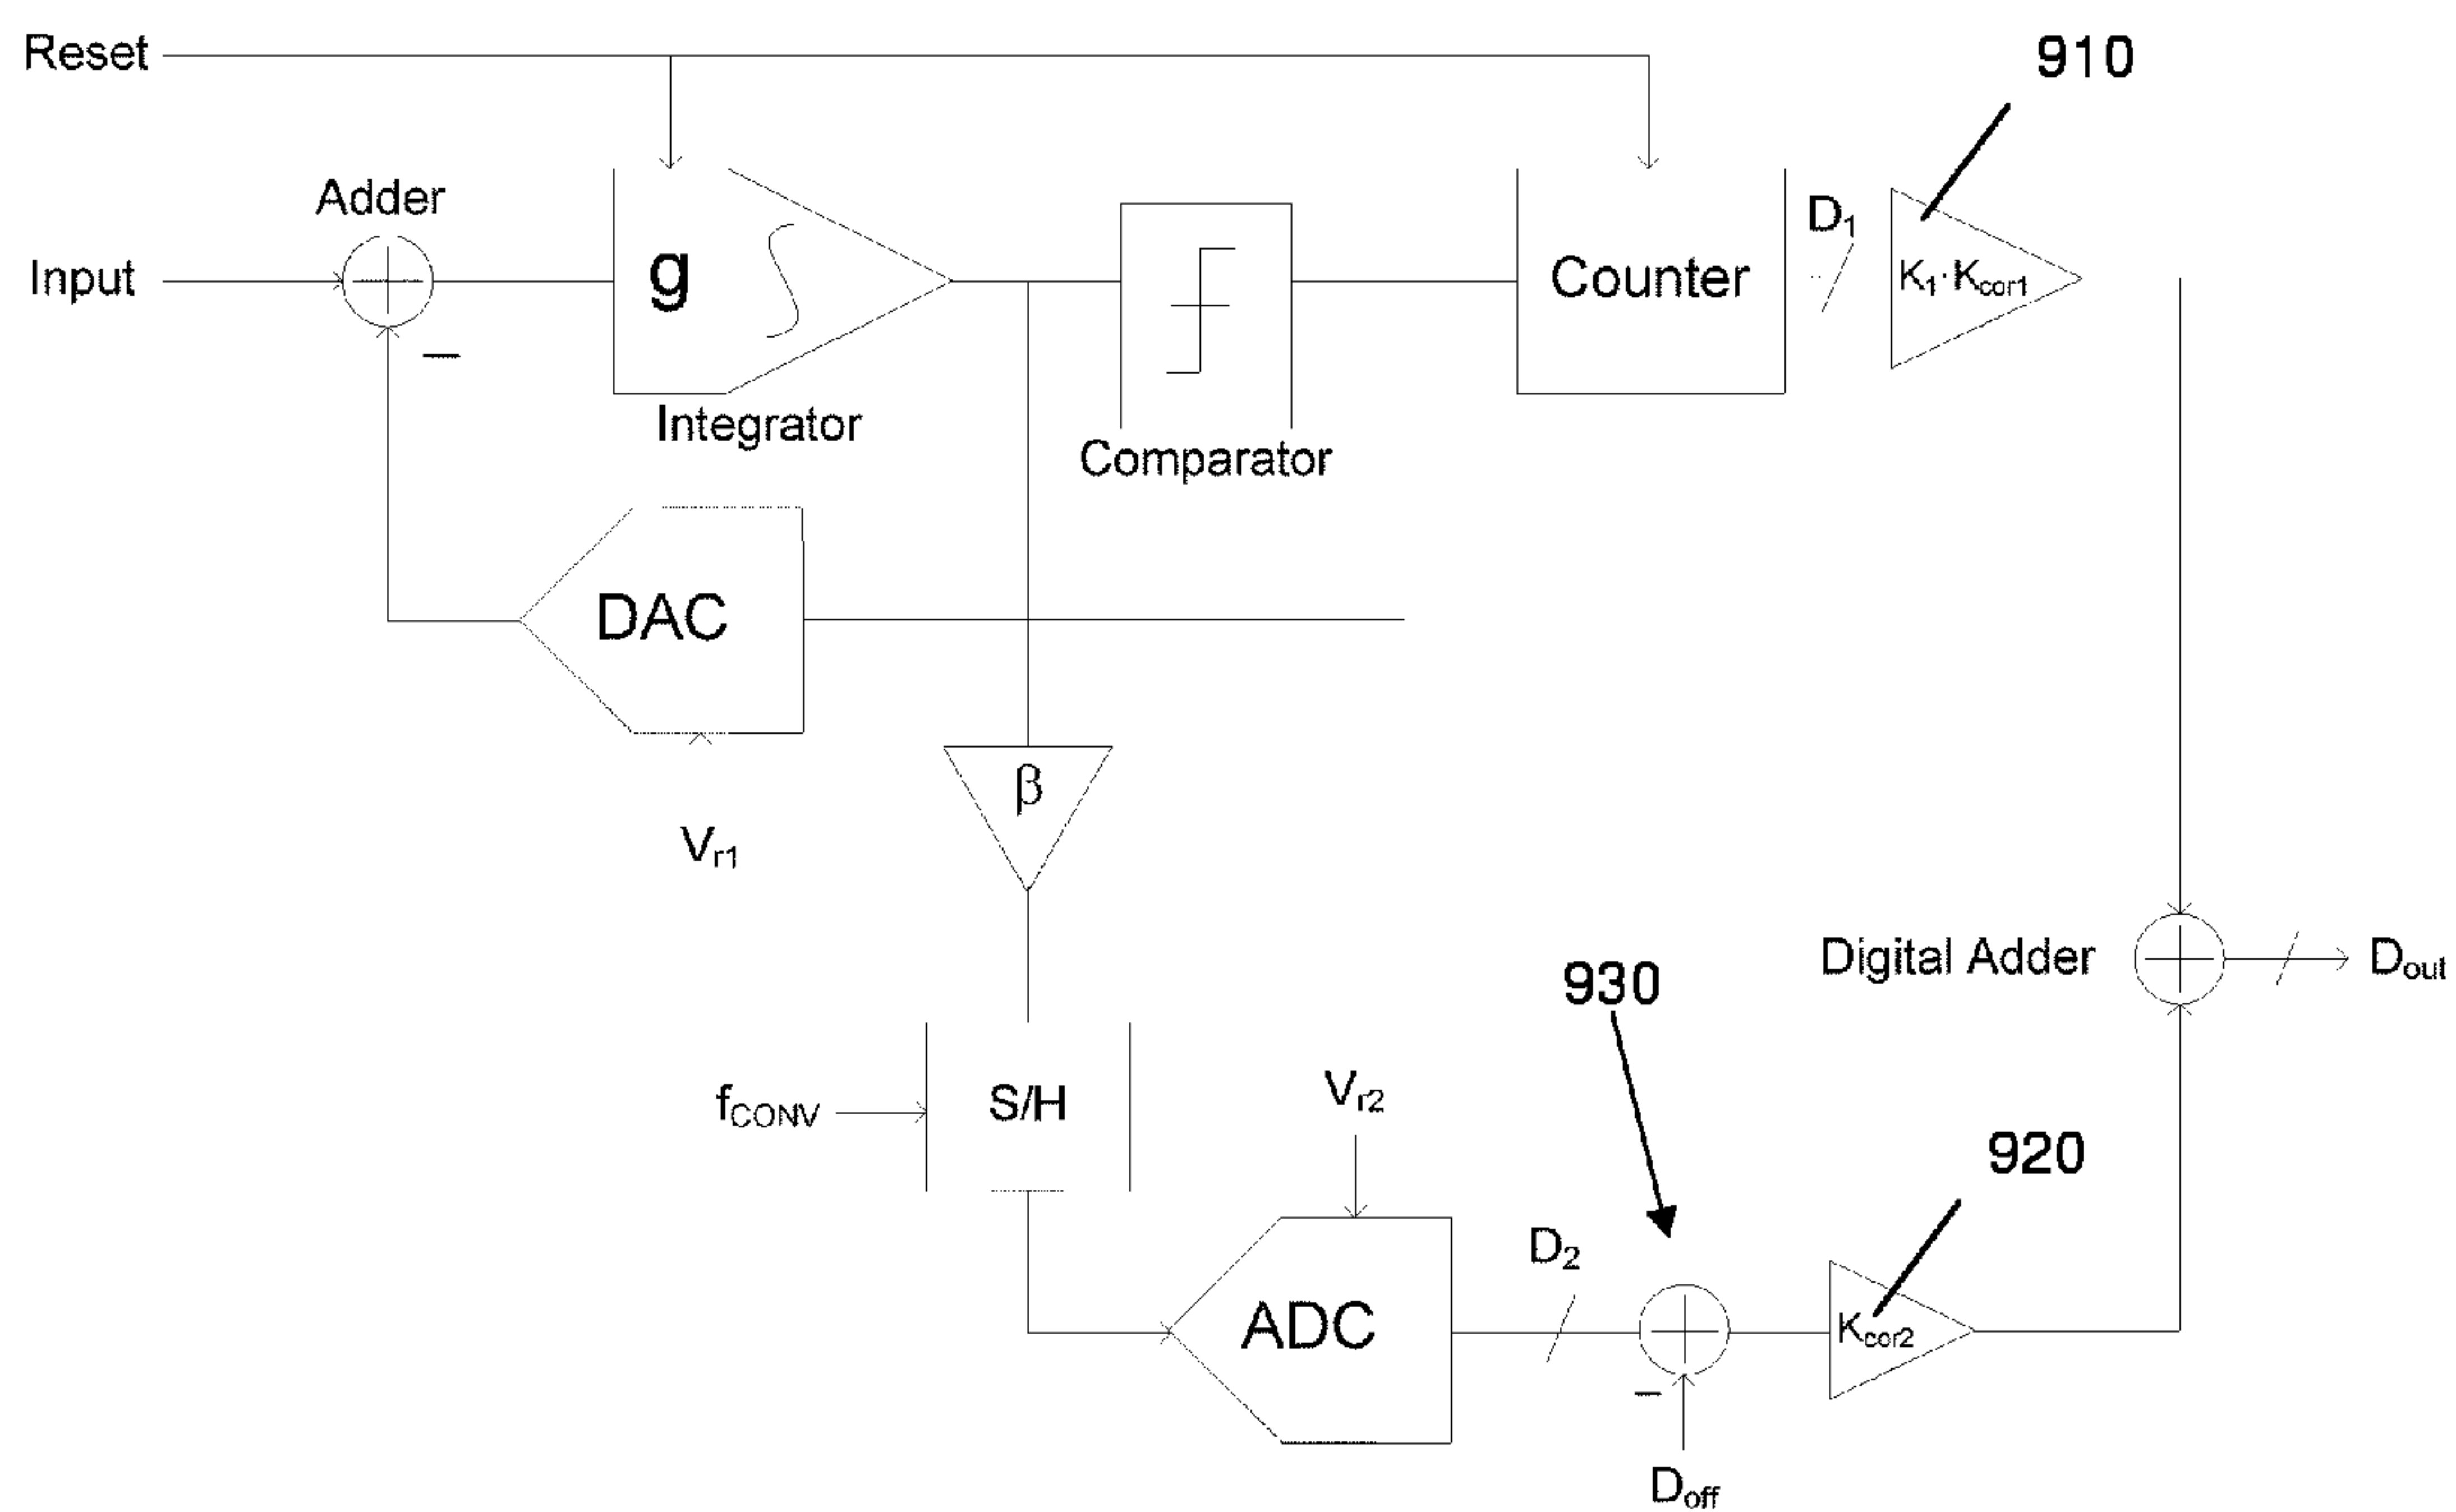 Reset
910
Adder
D₁
Input
g
∫
Counter
K₁·Kcor1
−
Integrator
Comparator
DAC
β
Vr1
Digital Adder
Dout
930
Vr2
fCONV
S/H
920
D₂
ADC
Kcor2
−
Doff